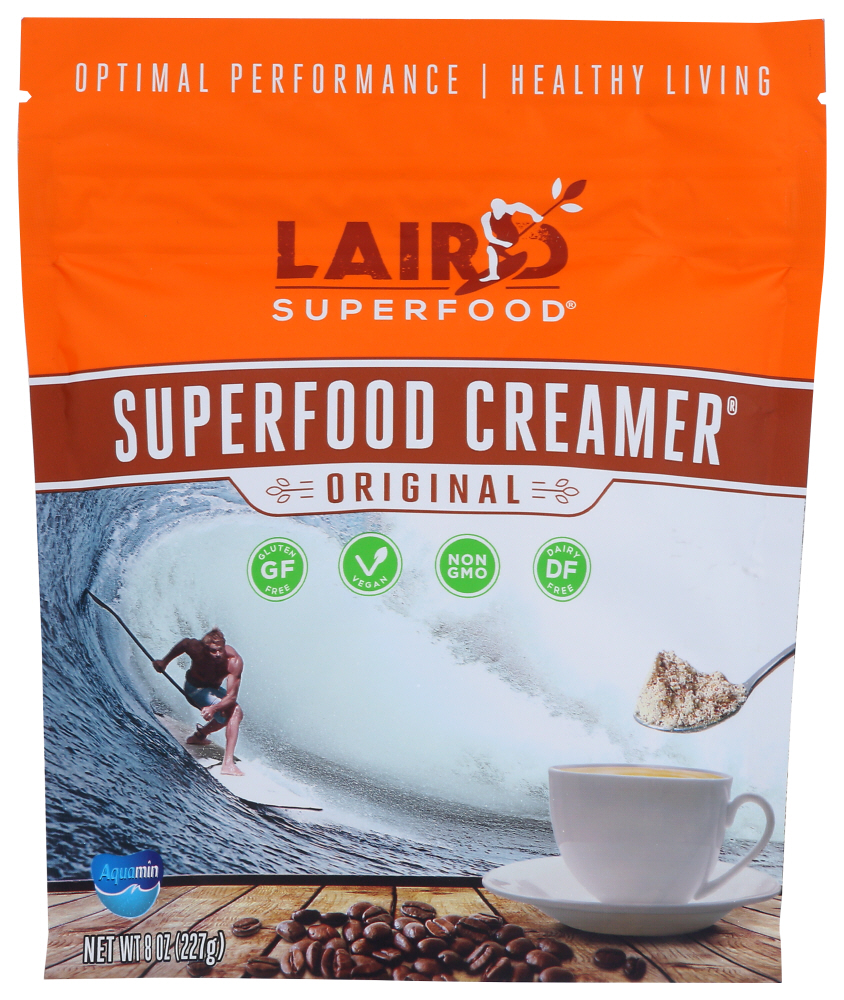 OPTIMAL PERFORMANCE | HEALTHY LIVING
LAIRD
SUPERFOOD®
SUPERFOOD CREAMER®
ORIGINAL
GLUTEN
GF
FREE
VEGAN
NON
GMO
DAIRY
DF
FREE
Aquamin
NET WT 8 OZ (227g)